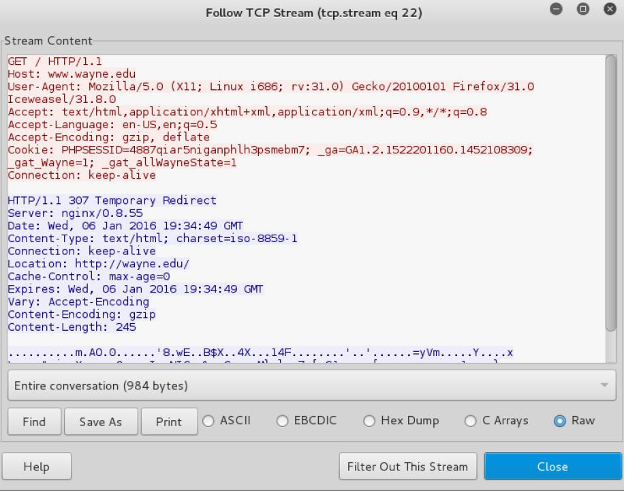 Follow TCP Stream (tcp.stream eq 22)
Stream Content
GET / HTTP/1.1
Host: www.wayne.edu
User-Agent: Mozilla/5.0 (X11; Linux i686; rv:31.0) Gecko/20100101 Firefox/31.0
Iceweasel/31.8.0
Accept: text/html,application/xhtml+xml,application/xml;q=0.9,*/*;q=0.8
Accept-Language: en-US,en;q=0.5
Accept-Encoding: gzip, deflate
Cookie: PHPSESSID=4887qiar5niganphlh3psmebm7; _ga=GA1.2.1522201160.1452108309;
_gat_Wayne=1; _gat_allWayneState=1
Connection: keep-alive
HTTP/1.1 307 Temporary Redirect
Server: nginx/0.8.55
Date: Wed, 06 Jan 2016 19:34:49 GMT
Content-Type: text/html; charset=iso-8859-1
Connection: keep-alive
Location: http://wayne.edu/
Cache-Control: max-age=0
Expires: Wed, 06 Jan 2016 19:34:49 GMT
Vary: Accept-Encoding
Content-Encoding: gzip
Content-Length: 245
..........m.A0.0......'8.wE..B$X..4X...14F........'..'......=yVm.....Y....x
Entire conversation (984 bytes)
Find Save As Print ASCII EBCDIC Hex Dump C Arrays Raw
Help Filter Out This Stream Close